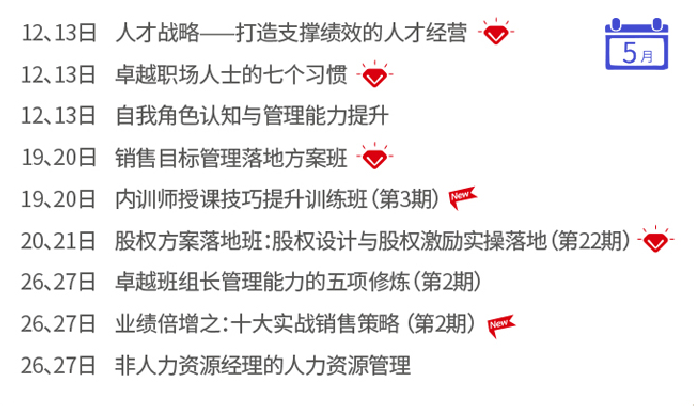 12、13日 人才战略——打造支撑绩效的人才经营
5月
12、13日 卓越职场人士的七个习惯
12、13日 自我角色认知与管理能力提升
19、20日 销售目标管理落地方案班
19、20日 内训师授课技巧提升训练班（第3期） New
20、21日 股权方案落地班：股权设计与股权激励实操落地（第22期）
26、27日 卓越班组长管理能力的五项修炼（第2期）
26、27日 业绩倍增之：十大实战销售策略（第2期） New
26、27日 非人力资源经理的人力资源管理